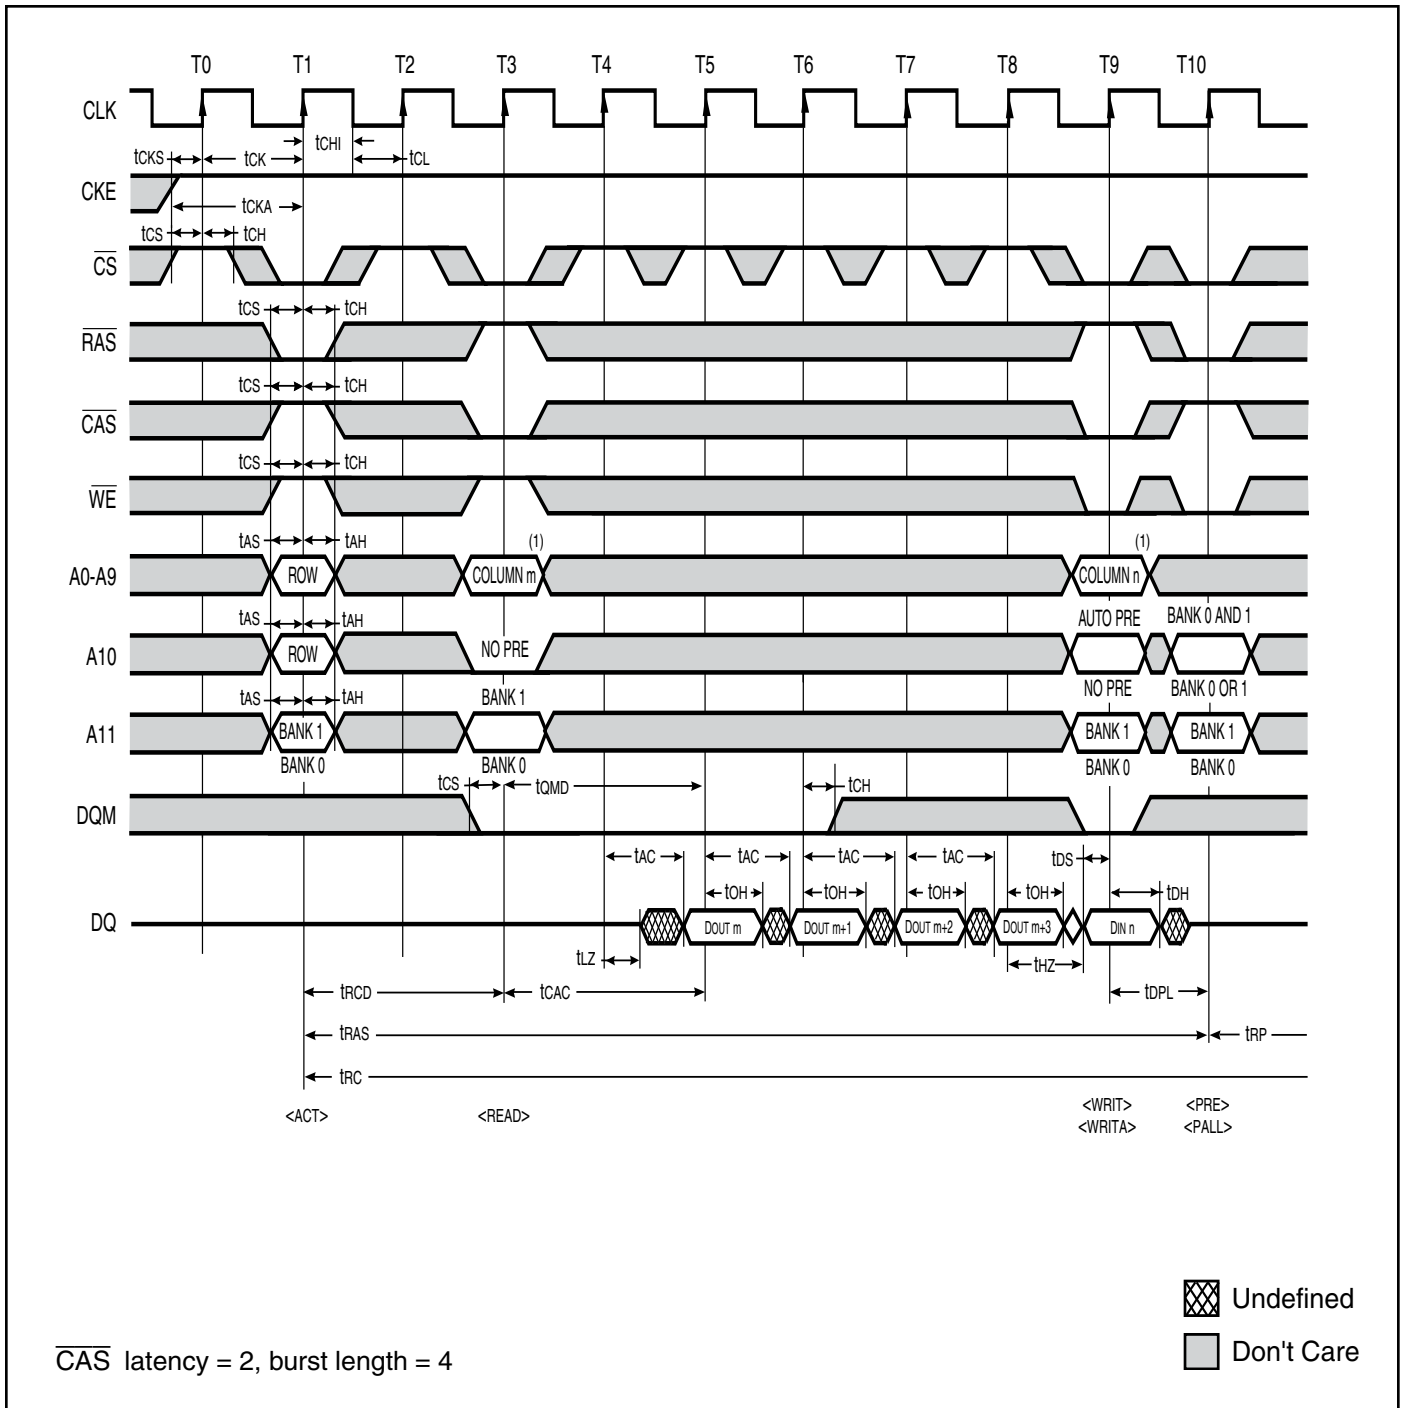 T0 T1 T2 T3 T4 T5 T6 T7 T8 T9 T10
CLK
tCHI
tCKS tCK tCL
CKE
tCKA
tCS tCH
CS
tCS tCH
RAS
tCS tCH
CAS
tCS tCH
WE
tAS tAH (1) (1)
A0-A9 ROW COLUMN m COLUMN n
tAS tAH AUTO PRE BANK 0 AND 1
A10 ROW NO PRE
tAS tAH BANK 1 NO PRE BANK 0 OR 1
A11 BANK 1 BANK 1 BANK 1
BANK 0 BANK 0 BANK 0 BANK 0
tCS tQMD tCH
DQM
tAC tAC tAC tAC tDS
tOH tOH tOH tOH tDH
DQ DOUT m DOUT m+1 DOUT m+2 DOUT m+3 DIN n
tLZ tHZ
tRCD tCAC tDPL
tRAS tRP
tRC
<ACT> <READ> <WRIT> <PRE>
<WRITA> <PALL>
Undefined
Don't Care
CAS latency = 2, burst length = 4